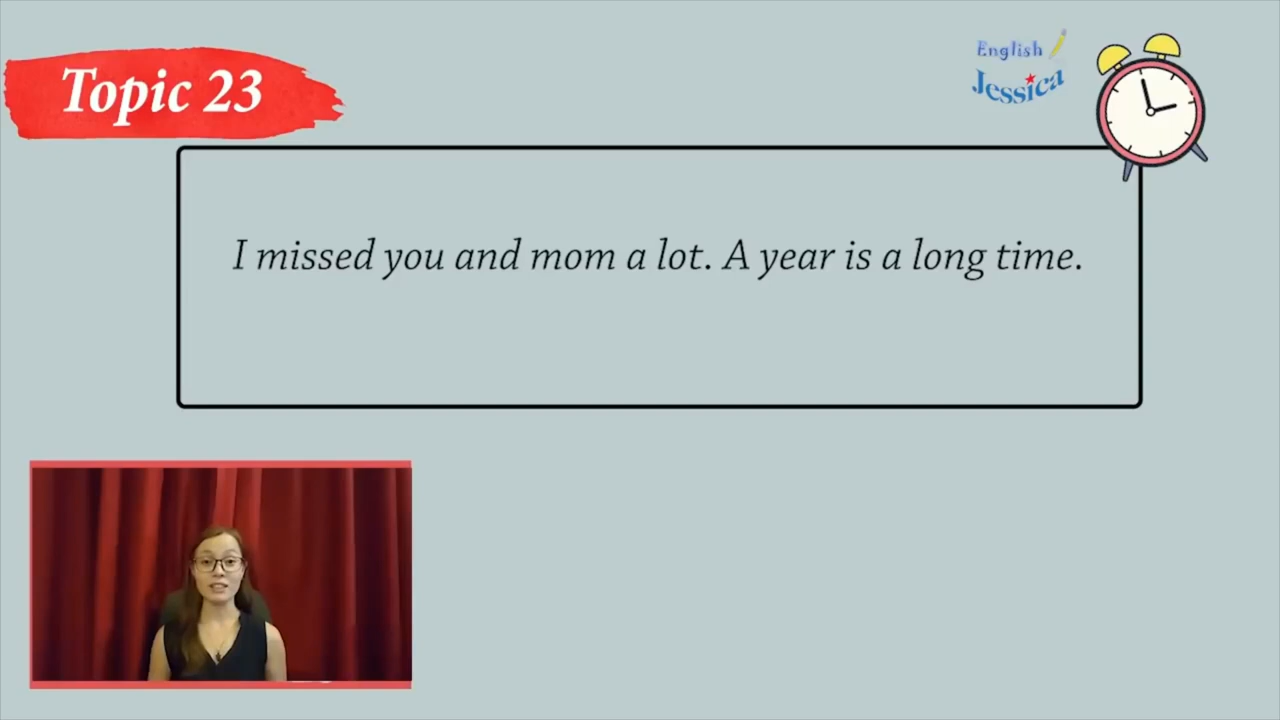 Topic 23
English
Jessica
I missed you and mom a lot. A year is a long time.